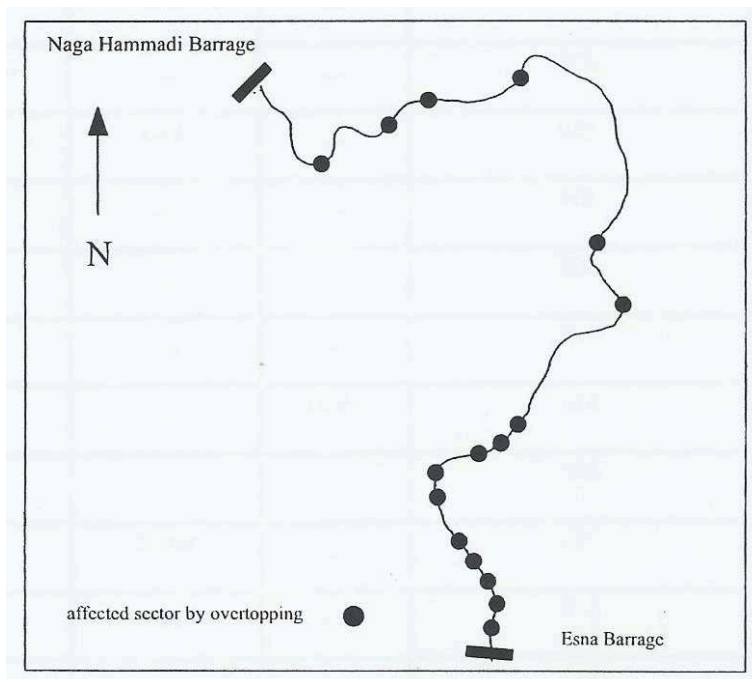 Naga Hammadi Barrage
N
affected sector by overtopping
Esna Barrage